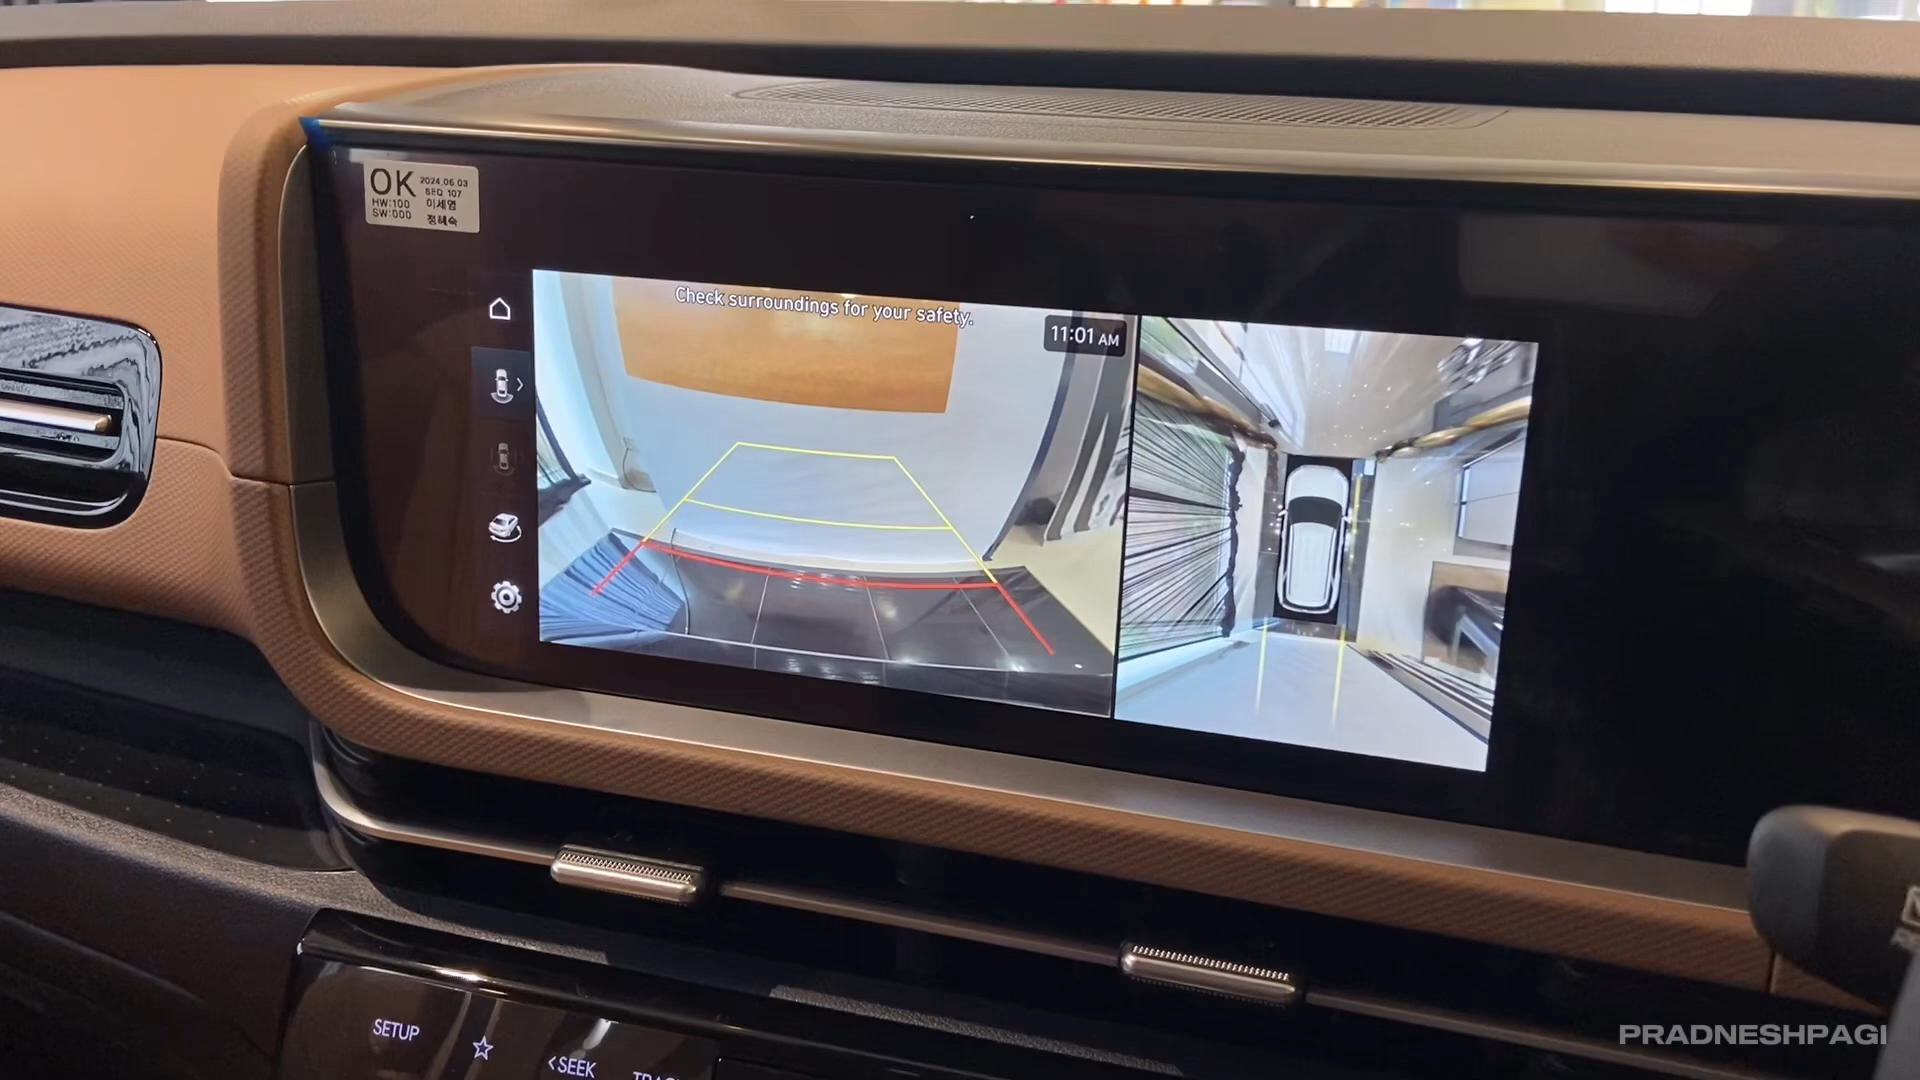 OK
2024.06.03
SEQ 107
HW:100
이세영
SW:000
정혜숙
Check surroundings for your safety.
11:01 AM
SETUP
<SEEK
PRADNESHPAGI